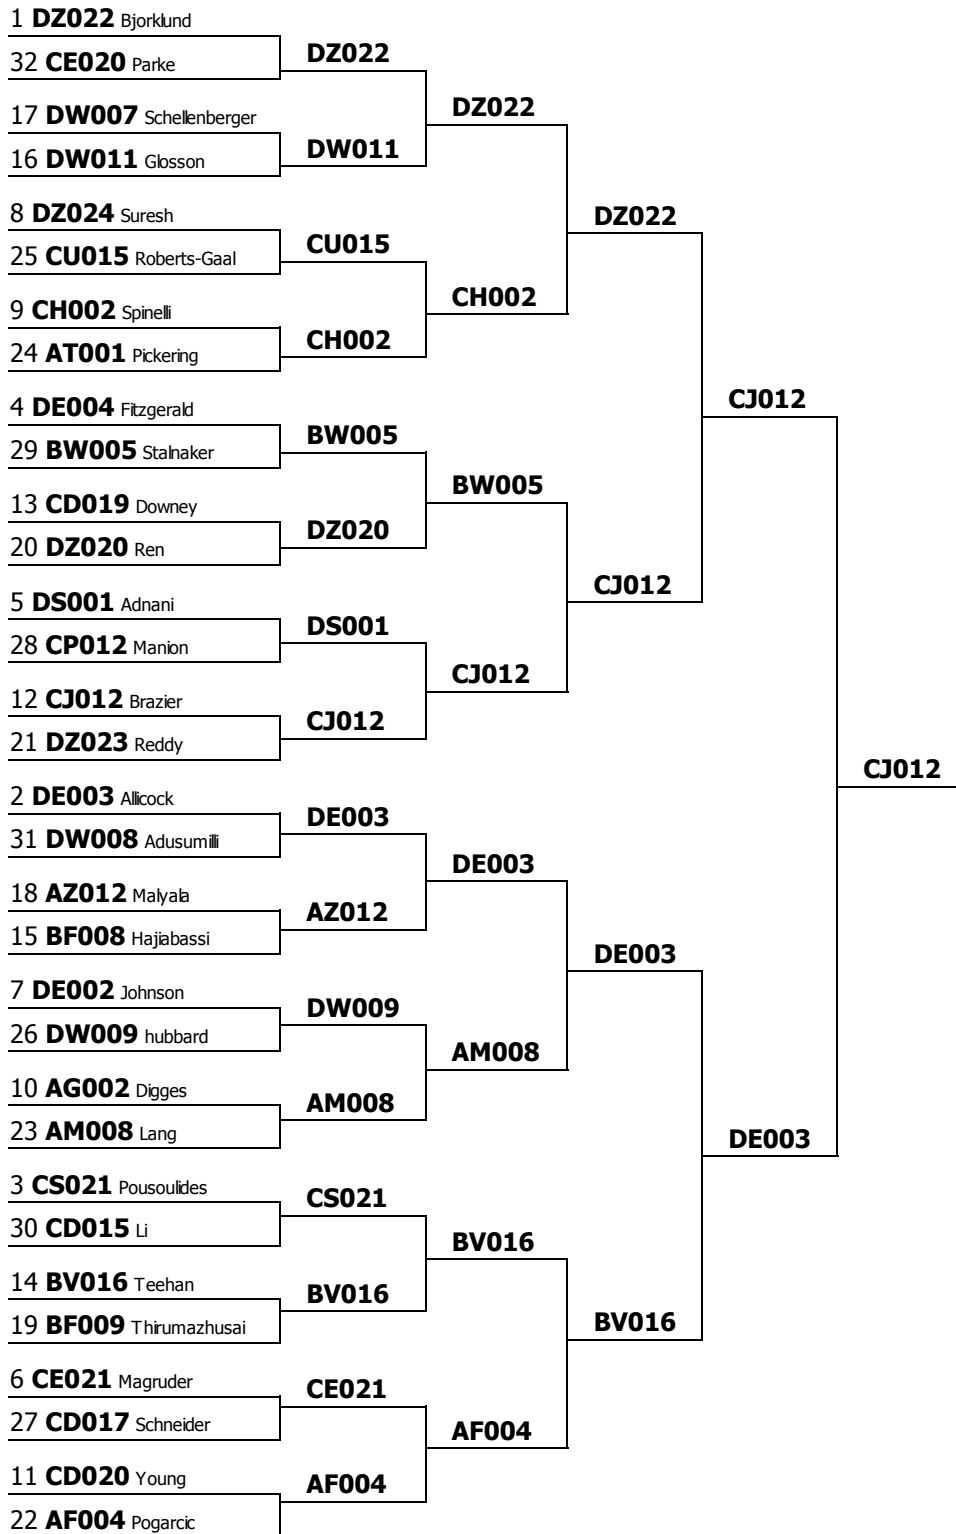 1 DZ022 Bjorklund
32 CE020 Parke
17 DW007 Schellenberger
16 DW011 Glosson
8 DZ024 Suresh
25 CU015 Roberts-Gaal
9 CH002 Spinelli
24 AT001 Pickering
4 DE004 Fitzgerald
29 BW005 Stalnaker
13 CD019 Downey
20 DZ020 Ren
5 DS001 Adnani
28 CP012 Manion
12 CJ012 Brazier
21 DZ023 Reddy
2 DE003 Allicock
31 DW008 Adusumilli
18 AZ012 Malyala
15 BF008 Hajiabassi
7 DE002 Johnson
26 DW009 hubbard
10 AG002 Digges
23 AM008 Lang
3 CS021 Pousoulides
30 CD015 Li
14 BV016 Teehan
19 BF009 Thirumazhusai
6 CE021 Magruder
27 CD017 Schneider
11 CD020 Young
22 AF004 Pogarcic
DZ022
DW011
CU015
CH002
BW005
DZ020
DS001
CJ012
DE003
AZ012
DW009
AM008
CS021
BV016
CE021
AF004
DZ022
CH002
BW005
CJ012
DE003
AM008
BV016
AF004
DZ022
CJ012
DE003
BV016
CJ012
DE003
CJ012